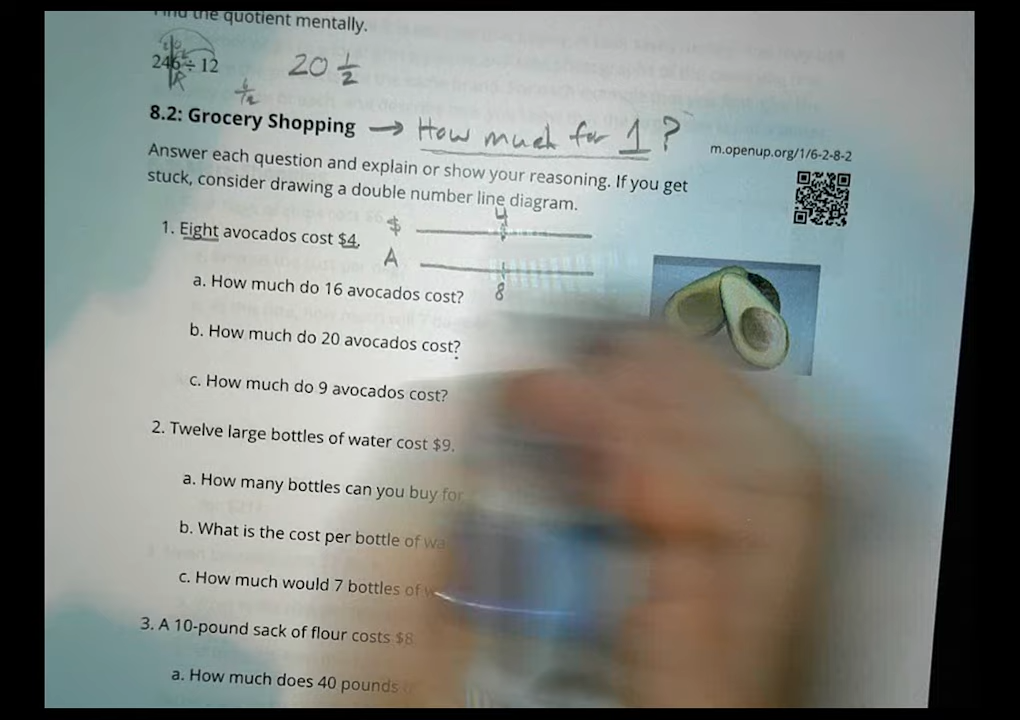 the quotient mentally.
246 ÷ 12 20 1/2
6/12
8.2: Grocery Shopping → How much for 1?
m.openup.org/1/6-2-8-2
Answer each question and explain or show your reasoning. If you get
stuck, consider drawing a double number line diagram.
$ 4
1. Eight avocados cost $4.
A 8
a. How much do 16 avocados cost?
b. How much do 20 avocados cost?
c. How much do 9 avocados cost?
2. Twelve large bottles of water cost $9.
a. How many bottles can you buy for
b. What is the cost per bottle of
c. How much would 7 bottles of
3. A 10-pound sack of flour costs $8
a. How much does 40 pounds